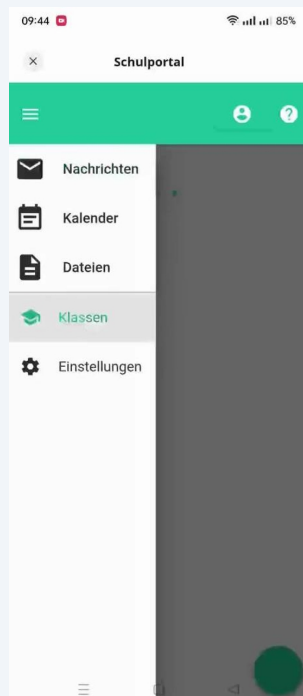 09:44
85%
Schulportal
Nachrichten
Kalender
Dateien
Klassen
Einstellungen